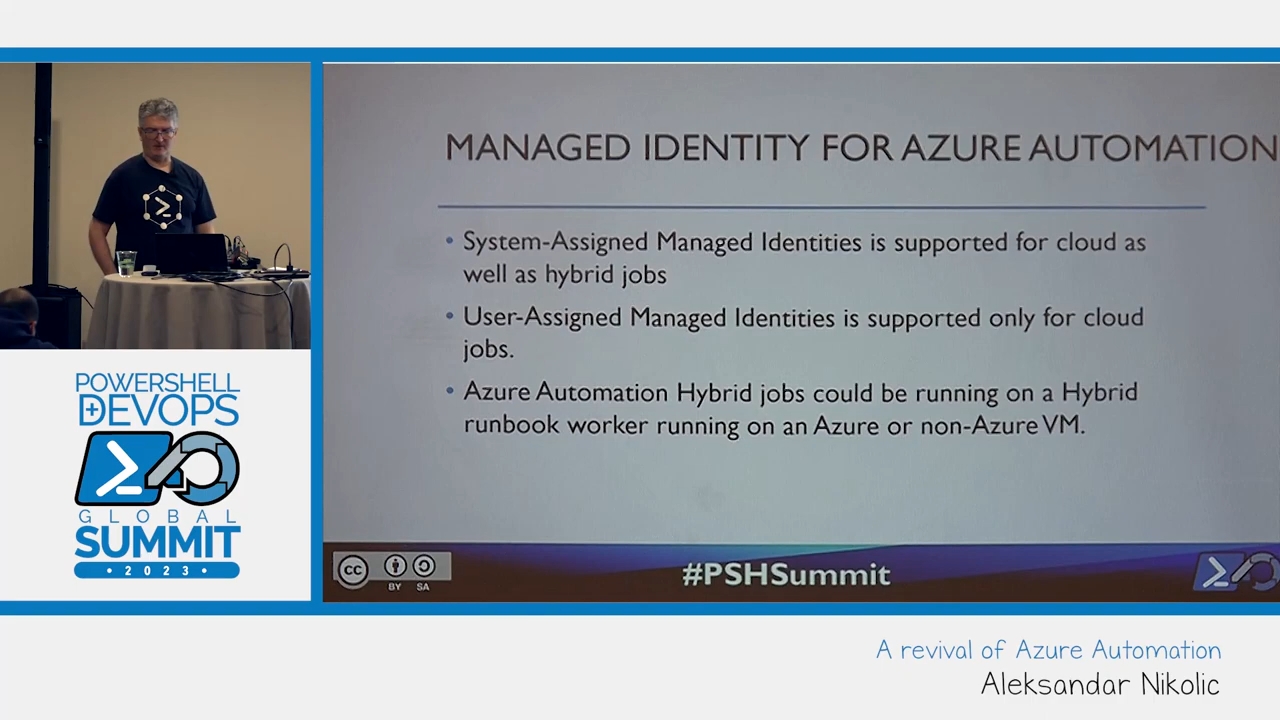 MANAGED IDENTITY FOR AZURE AUTOMATION
• System-Assigned Managed Identities is supported for cloud as
well as hybrid jobs
• User-Assigned Managed Identities is supported only for cloud
jobs.
• Azure Automation Hybrid jobs could be running on a Hybrid
runbook worker running on an Azure or non-Azure VM.
CC
BY SA
#PSHSummit
POWERSHELL
+DEVOPS
GLOBAL
SUMMIT
• 2023 •
A revival of Azure Automation
Aleksandar Nikolic